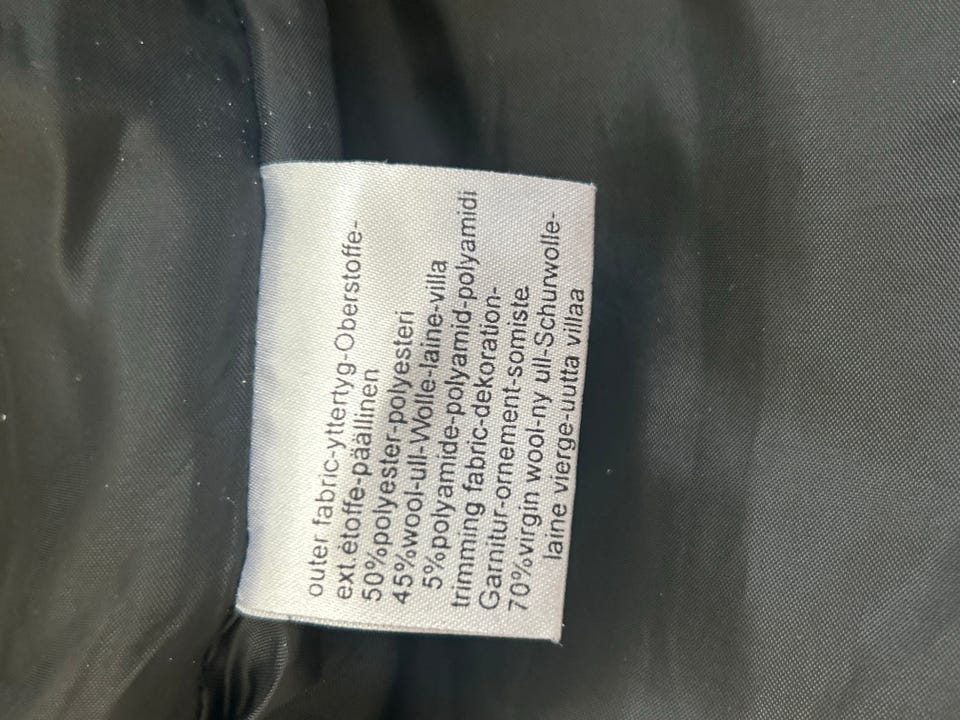 outer fabric-yttertyg-Oberstoffe-
ext.étoffe-päällinen
50%polyester-polyesteri
45%wool-ull-Wolle-laine-villa
5%polyamide-polyamid-polyamidi
trimming fabric-dekoration-
Garnitur-ornement-somiste
70%virgin wool-ny ull-Schurwolle-
laine vierge-uutta villaa